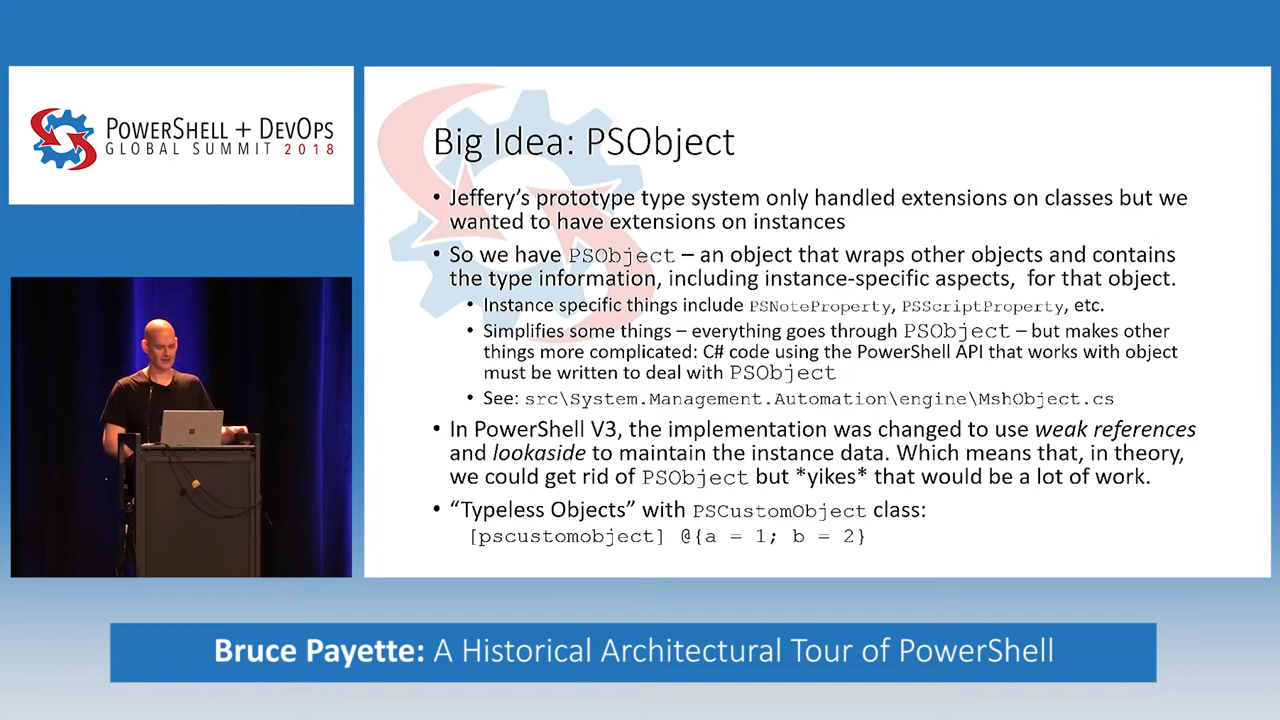 POWERSHELL + DEVOPS
GLOBAL SUMMIT 2018
Big Idea: PSObject
• Jeffery's prototype type system only handled extensions on classes but we
wanted to have extensions on instances
• So we have PSObject – an object that wraps other objects and contains
the type information, including instance-specific aspects,  for that object.
• Instance specific things include PSNoteProperty, PSScriptProperty, etc.
• Simplifies some things – everything goes through PSObject – but makes other
things more complicated: C# code using the PowerShell API that works with object
must be written to deal with PSObject
• See: src\System.Management.Automation\engine\MshObject.cs
• In PowerShell V3, the implementation was changed to use weak references
and lookaside to maintain the instance data. Which means that, in theory,
we could get rid of PSObject but *yikes* that would be a lot of work.
• “Typeless Objects” with PSCustomObject class:
[pscustomobject] @{a = 1; b = 2}
Bruce Payette: A Historical Architectural Tour of PowerShell